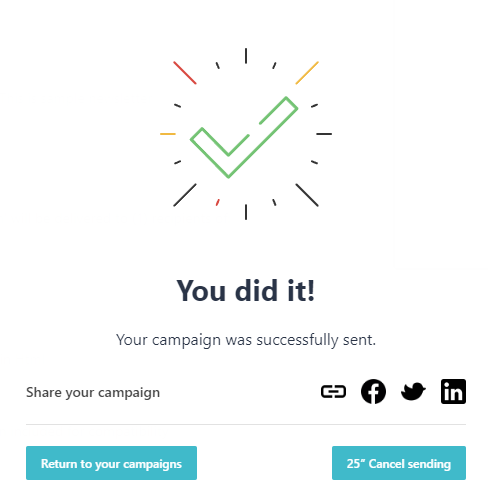 You did it!
Your campaign was successfully sent.
Share your campaign
Return to your campaigns
25" Cancel sending